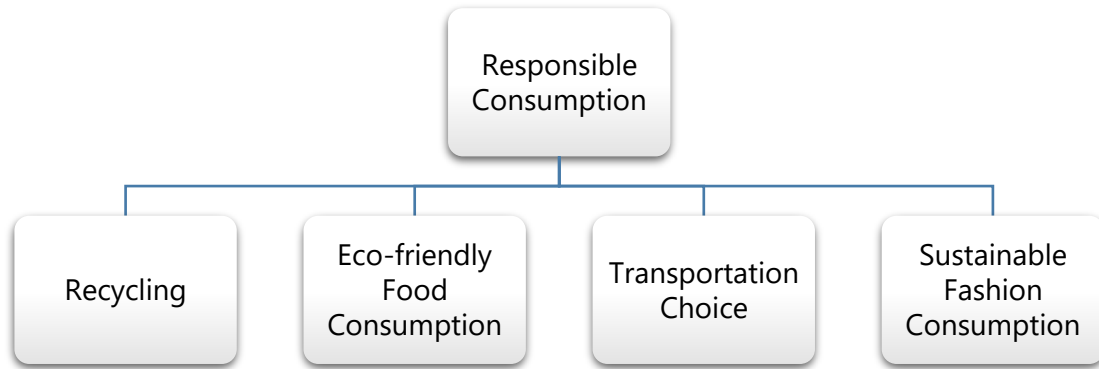 Responsible
Consumption
Recycling
Eco-friendly
Food
Consumption
Transportation
Choice
Sustainable
Fashion
Consumption